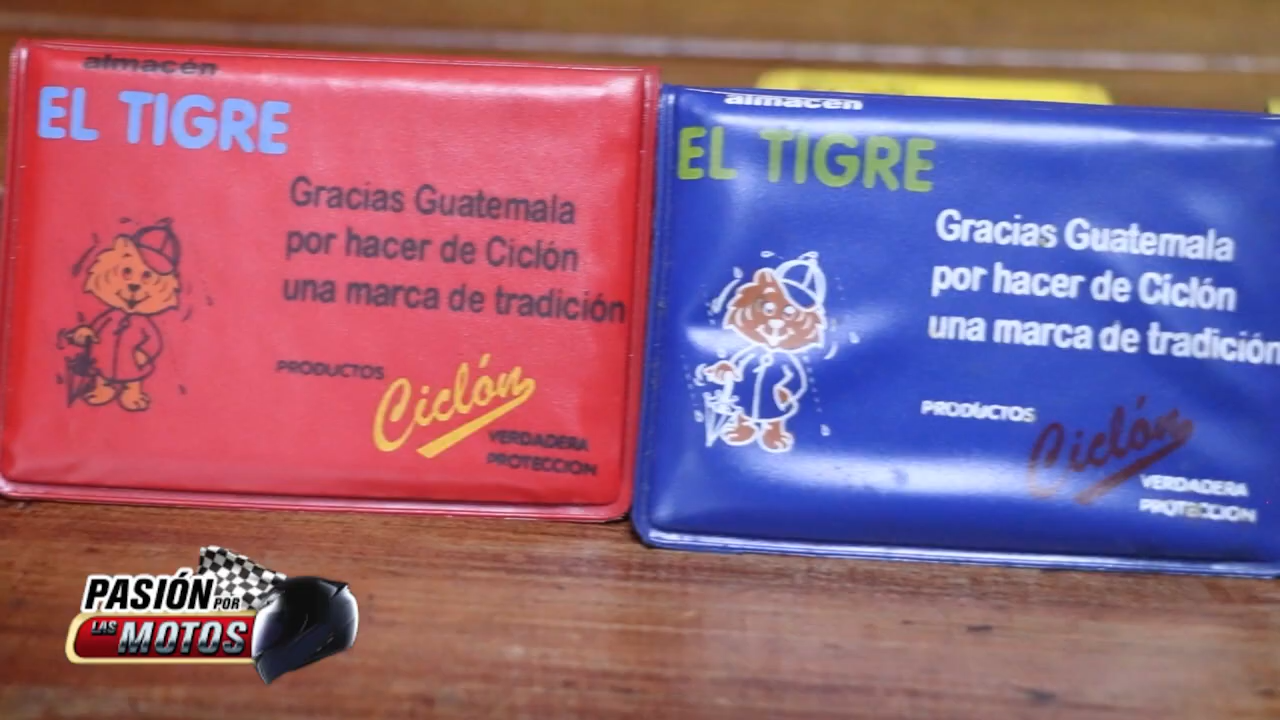 almacén
EL TIGRE
Gracias Guatemala
por hacer de Ciclón
una marca de tradición
PRODUCTOS
Ciclón
VERDADERA
PROTECCION
almacén
EL TIGRE
Gracias Guatemala
por hacer de Ciclón
una marca de tradición
PRODUCTOS
Ciclón
VERDADERA
PROTECCION
PASIÓN POR
LAS MOTOS